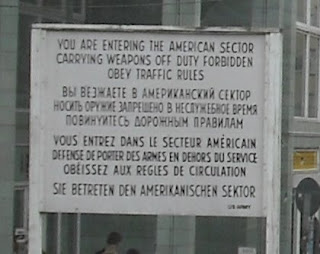 YOU ARE ENTERING THE AMERICAN SECTOR
CARRYING WEAPONS OFF DUTY FORBIDDEN
OBEY TRAFFIC RULES
ВЫ ВЪЕЗЖАЕТЕ В АМЕРИКАНСКИЙ СЕКТОР
НОСИТЬ ОРУЖИЕ ЗАПРЕЩЕНО В НЕСЛУЖЕБНОЕ ВРЕМЯ
ПОВИНУЙТЕСЬ ДОРОЖНЫМ ПРАВИЛАМ
VOUS ENTREZ DANS LE SECTEUR AMÉRICAIN
DEFENSE DE PORTER DES ARMES EN DEHORS DU SERVICE
OBÉISSEZ AUX REGLES DE CIRCULATION
SIE BETRETEN DEN AMERIKANISCHEN SEKTOR
US ARMY